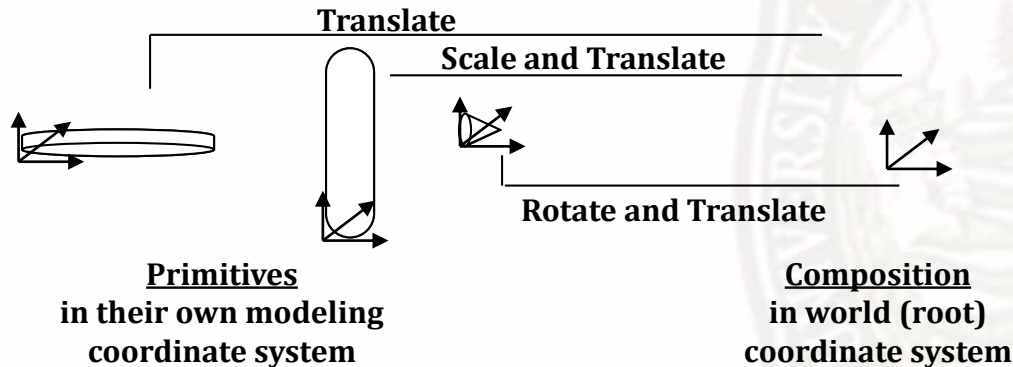 Translate
Scale and Translate
Rotate and Translate
Primitives
in their own modeling
coordinate system
Composition
in world (root)
coordinate system